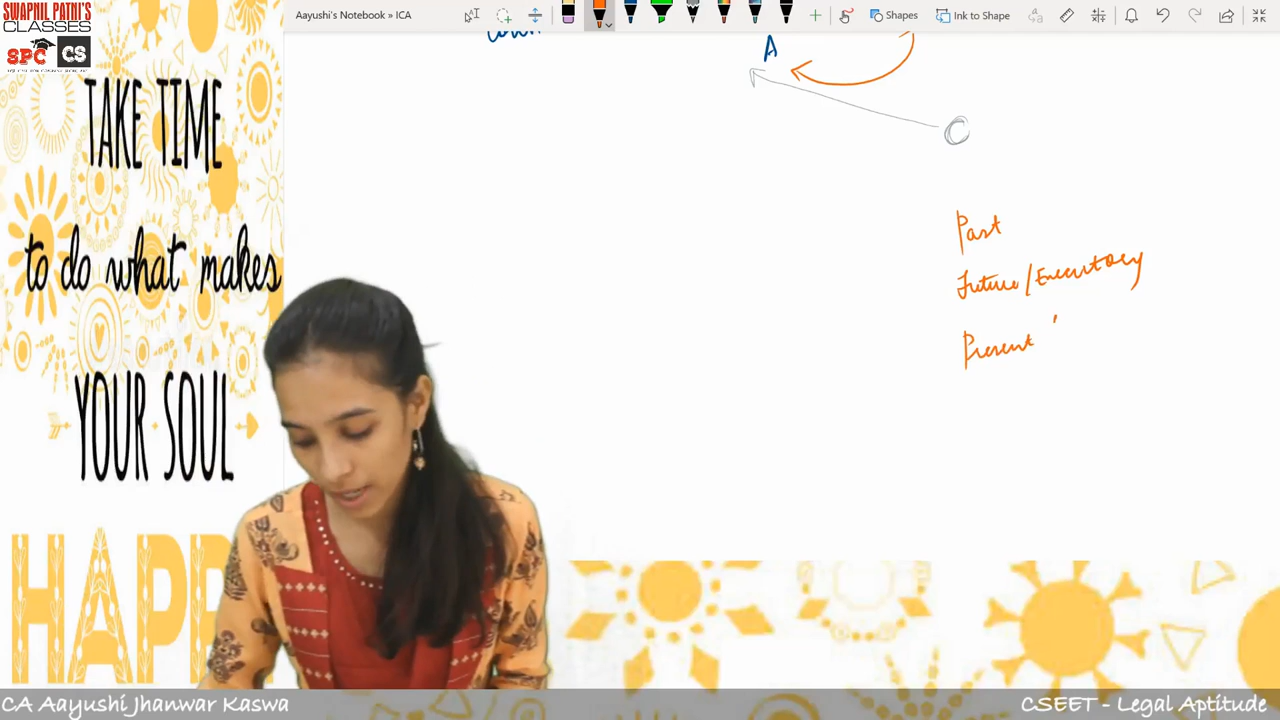 SWAPNIL PATNI'S
CLASSES
SPC CS
Aayushi's Notebook » ICA
Shapes
Ink to Shape
A
C
TAKE TIME
to do what makes
YOUR SOUL
HAPP
Past
Future/Executory
Present
CA Aayushi Jhanwar Kaswa
CSEET - Legal Aptitude